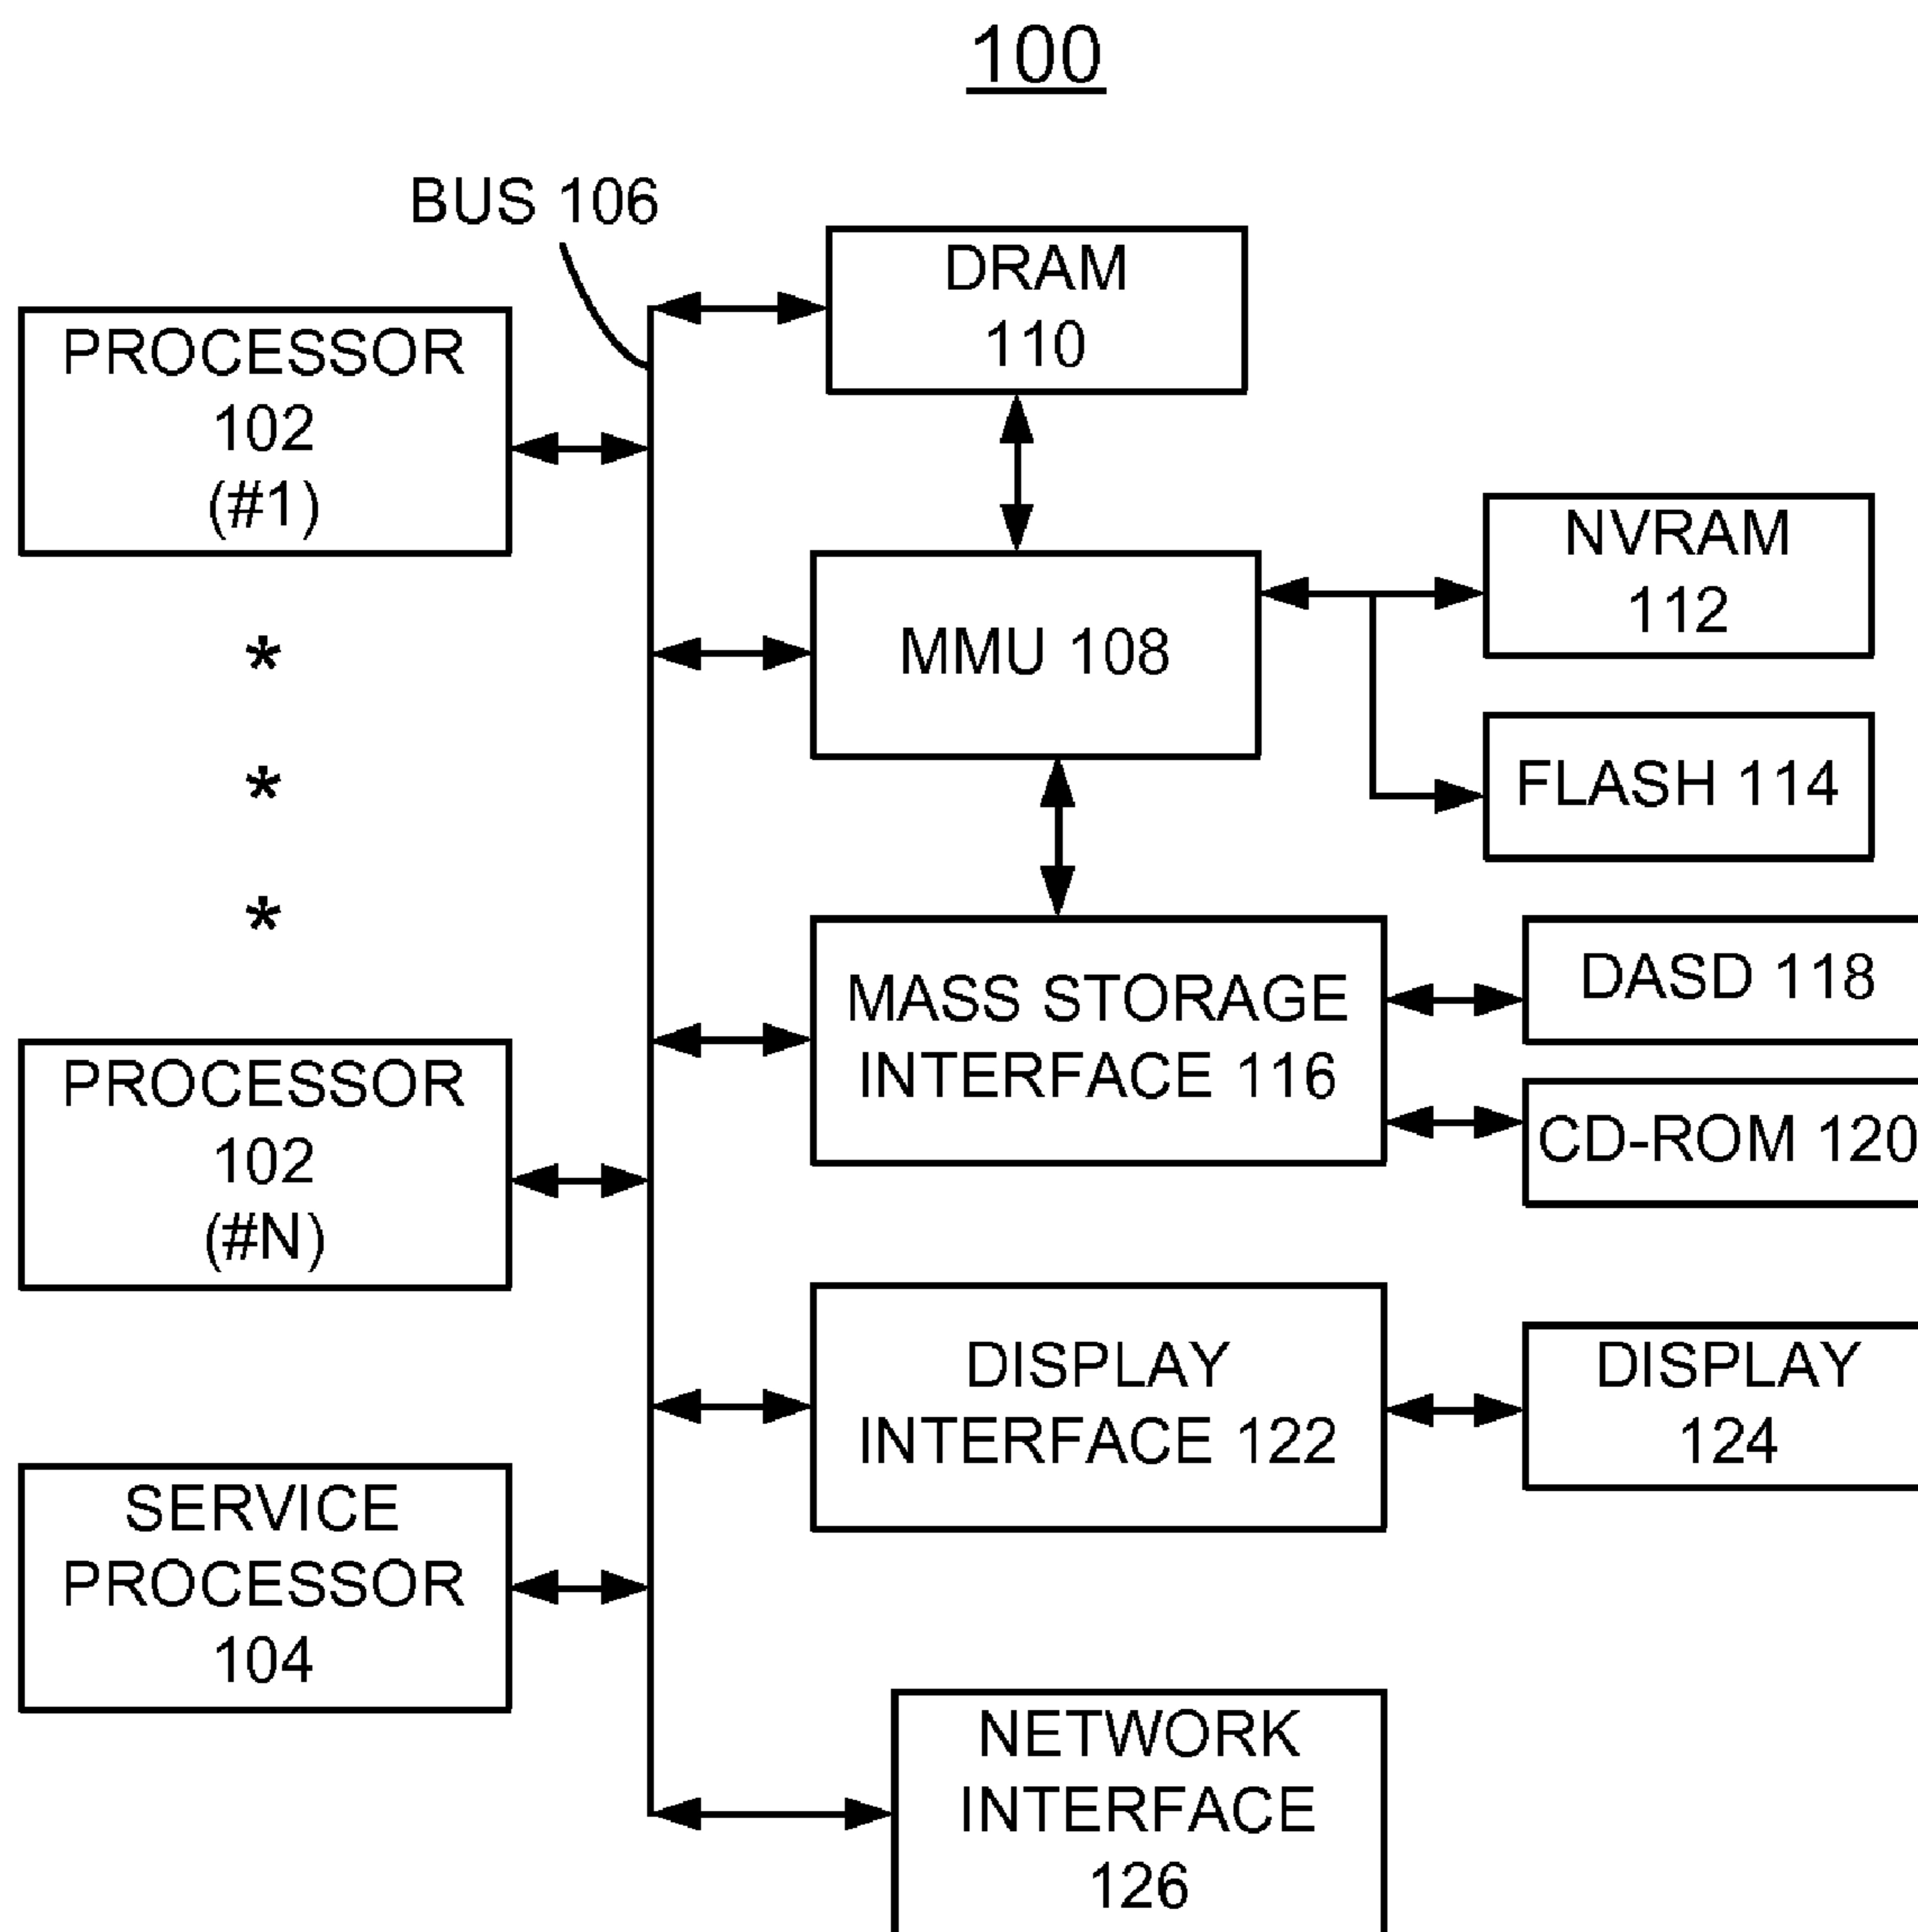 100
BUS 106
DRAM
110
PROCESSOR
102
(#1)
NVRAM
112
MMU 108
*
FLASH 114
*
*
MASS STORAGE
INTERFACE 116
DASD 118
CD-ROM 120
PROCESSOR
102
(#N)
DISPLAY
INTERFACE 122
DISPLAY
124
SERVICE
PROCESSOR
104
NETWORK
INTERFACE
126